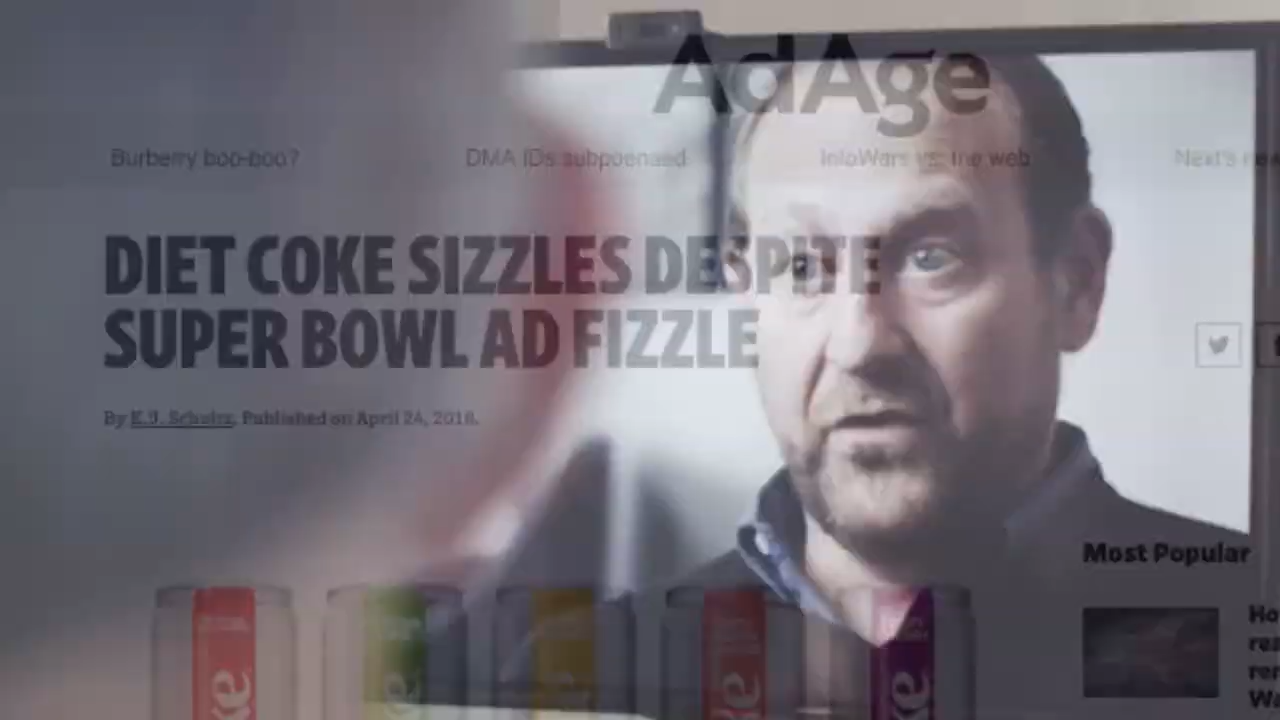 AdAge
Burberry boo-boo?
DMA IDs subpoenaed
InfoWars vs. the web
Next's
DIET COKE SIZZLES DESPITE
SUPER BOWL AD FIZZLE
By E.J. Schultz, Published on April 24, 2018.
Most Popular